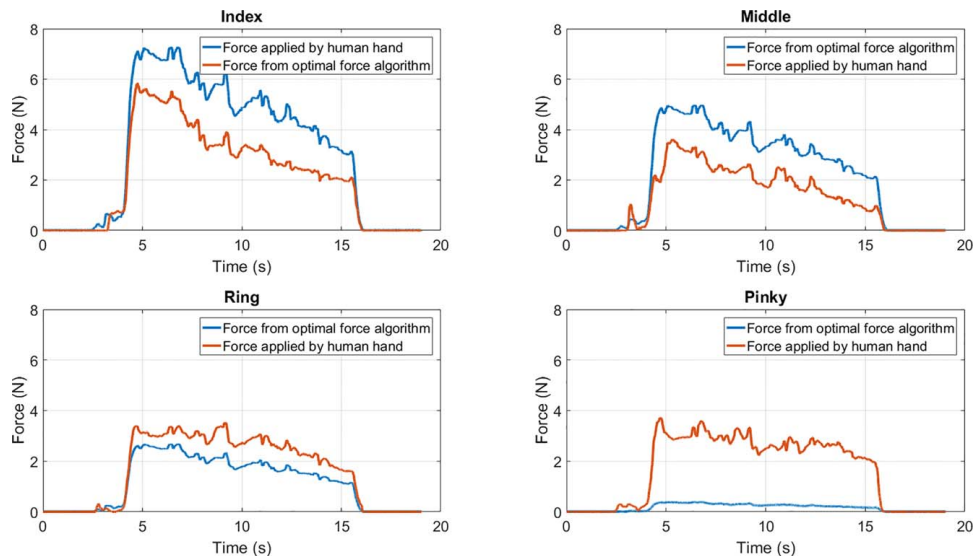 Index
Force (N)
8
6
4
2
0
Force applied by human hand
Force from optimal force algorithm
0 5 10 15 20
Time (s)
Middle
Force (N)
8
6
4
2
0
Force from optimal force algorithm
Force applied by human hand
0 5 10 15 20
Time (s)
Ring
Force (N)
8
6
4
2
0
Force from optimal force algorithm
Force applied by human hand
0 5 10 15 20
Time (s)
Pinky
Force (N)
8
6
4
2
0
Force from optimal force algorithm
Force applied by human hand
0 5 10 15 20
Time (s)